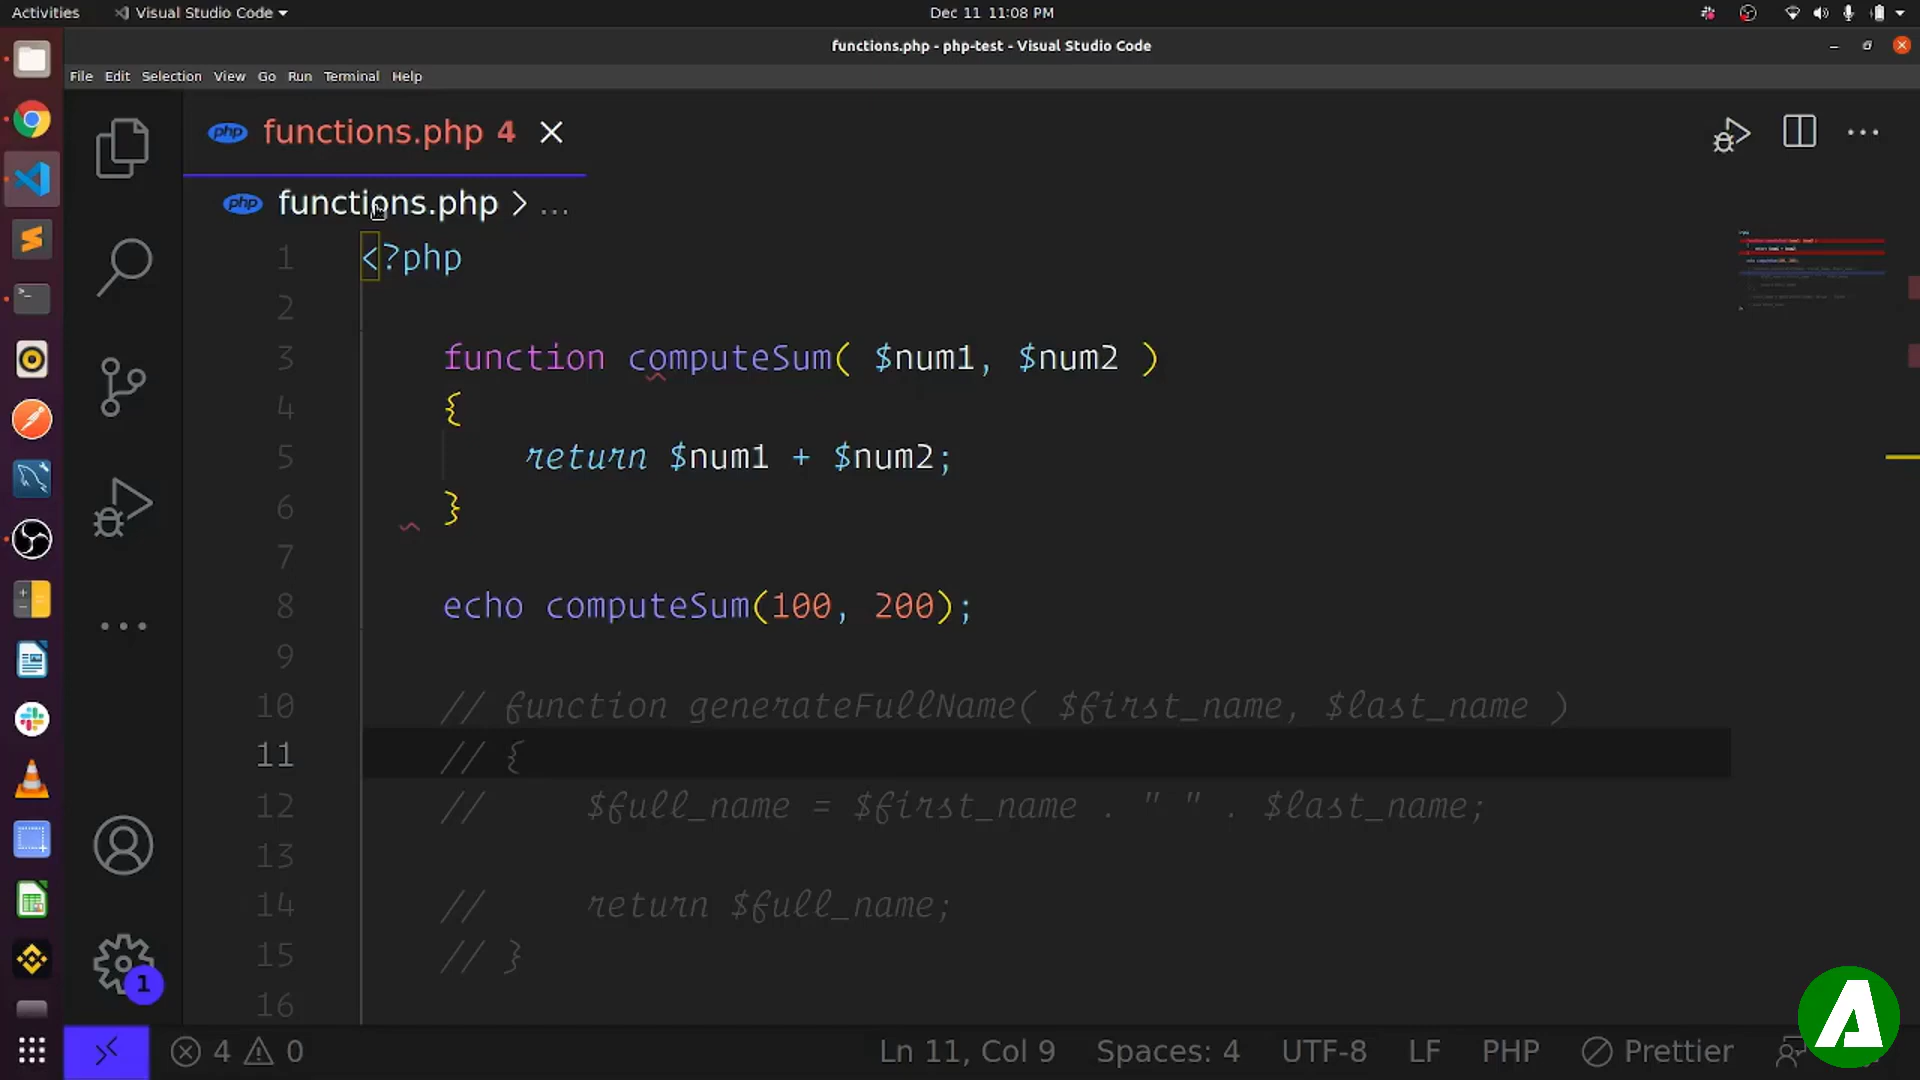 Activities Visual Studio Code Dec 11 11:08 PM
functions.php - php-test - Visual Studio Code
File Edit Selection View Go Run Terminal Help
php functions.php 4
php functions.php > ...
1 <?php
2
3 function computeSum( $num1, $num2 )
4 {
5 return $num1 + $num2;
6 }
7
8 echo computeSum(100, 200);
9
10 // function generateFullName( $first_name, $last_name )
11 // {
12 // $full_name = $first_name . " " . $last_name;
13
14 // return $full_name;
15 // }
16
1
4 0 Ln 11, Col 9 Spaces: 4 UTF-8 LF PHP Prettier
A